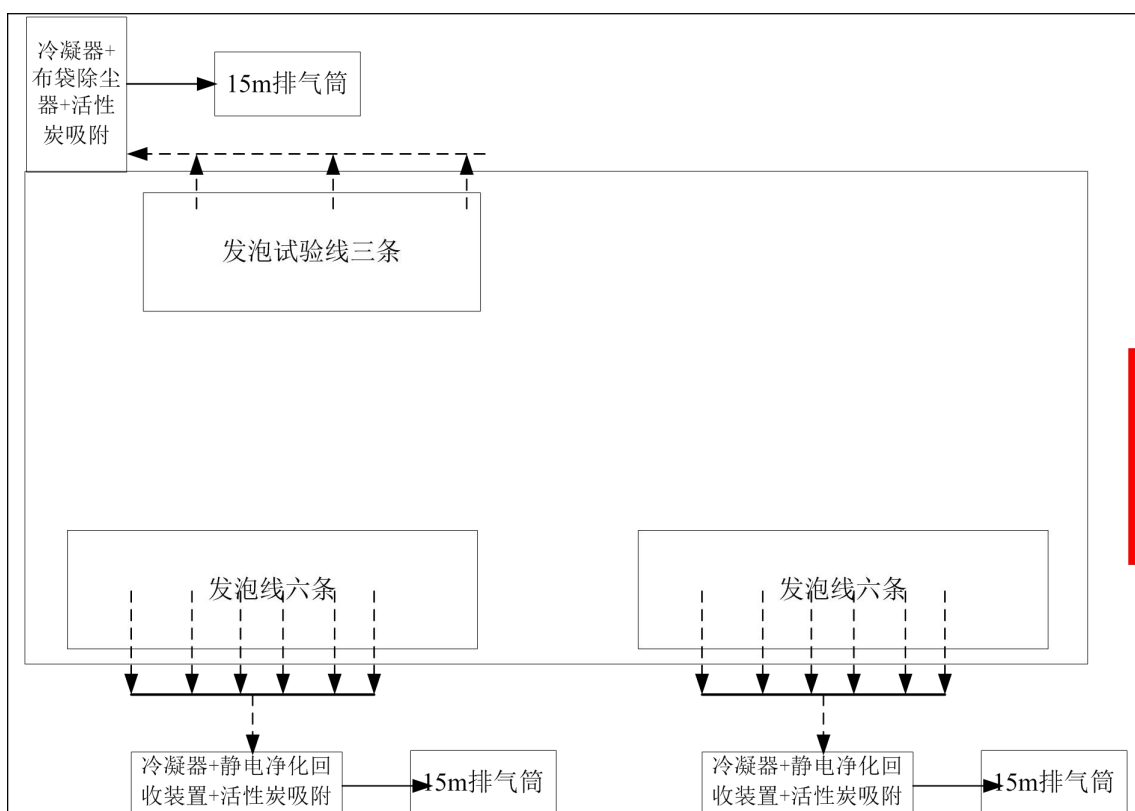 冷凝器+
布袋除尘
器+活性
炭吸附
15m排气筒
发泡试验线三条
发泡线六条
发泡线六条
冷凝器+静电净化回
收装置+活性炭吸附
15m排气筒
冷凝器+静电净化回
收装置+活性炭吸附
15m排气筒